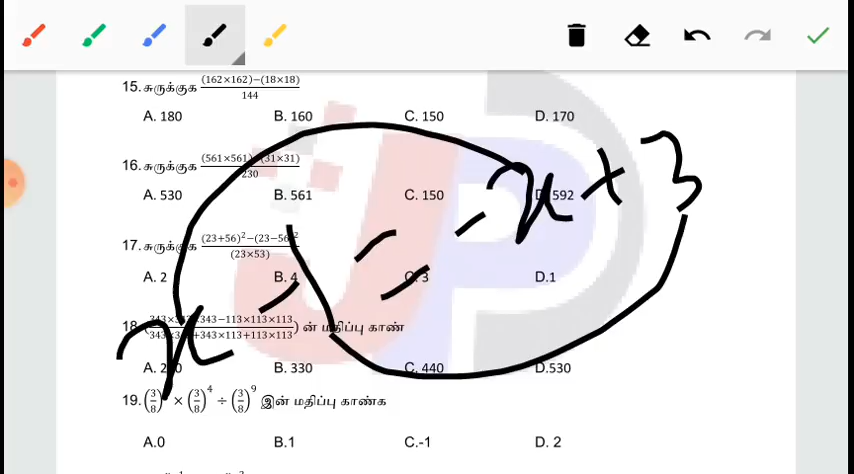 15. சுருக்குக (162×162)−(18×18) / 144
A. 180 B. 160 C. 150 D. 170
16. சுருக்குக (561×561) (31×31) / 230
A. 530 B. 561 C. 150 D. 592
17. சுருக்குக (23+56)² −(23−56)² / (23×53)
A. 2 B. 4 C. 3 D.1
18. 343 −113×113×113 / +343×113+113×113 ) ன் மதிப்பு காண்
A. B. 330 C. 440 D.530
19. (3/8) × (3/8)⁴ ÷ (3/8)⁹ இன் மதிப்பு காண்க
A.0 B.1 C.-1 D. 2
x - = - x + 3